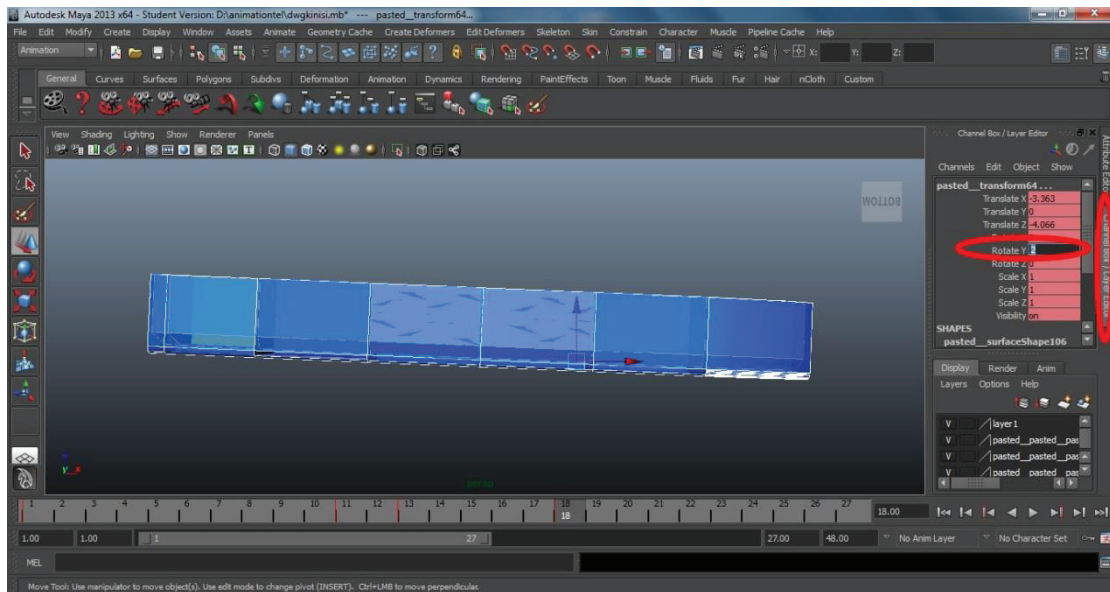 Autodesk Maya 2013 x64 - Student Version: D:\animationtel\dwgkinisi.mb* --- pasted__transform64...
File Edit Modify Create Display Window Assets Animate Geometry Cache Create Deformers Edit Deformers Skeleton Skin Constrain Character Muscle Pipeline Cache Help
Animation X: Y: Z:
General Curves Surfaces Polygons Subdivs Deformation Animation Dynamics Rendering PaintEffects Toon Muscle Fluids Fur Hair nCloth Custom
View Shading Lighting Show Renderer Panels
BOTTOM
persp
y x
Channel Box / Layer Editor
Channels Edit Object Show
pasted__transform64...
Translate X -3.363
Translate Y 0
Translate Z -4.066
Rotate Y 2
Rotate Z 0
Scale X 1
Scale Y 1
Scale Z 1
Visibility on
SHAPES
pasted__surfaceShape106
Attribute Editor
Channel Box / Layer Editor
Display Render Anim
Layers Options Help
V layer1
V pasted__pasted__pas
V pasted__pasted__pas
V pasted__pasted__pas
1 2 3 4 5 6 7 8 9 10 11 12 13 14 15 16 17 18 19 20 21 22 23 24 25 26 27 18.00
18
1.00 1.00 1 27 27.00 48.00 No Anim Layer No Character Set
MEL
Move Tool: Use manipulator to move object(s). Use edit mode to change pivot (INSERT). Ctrl+LMB to move perpendicular.